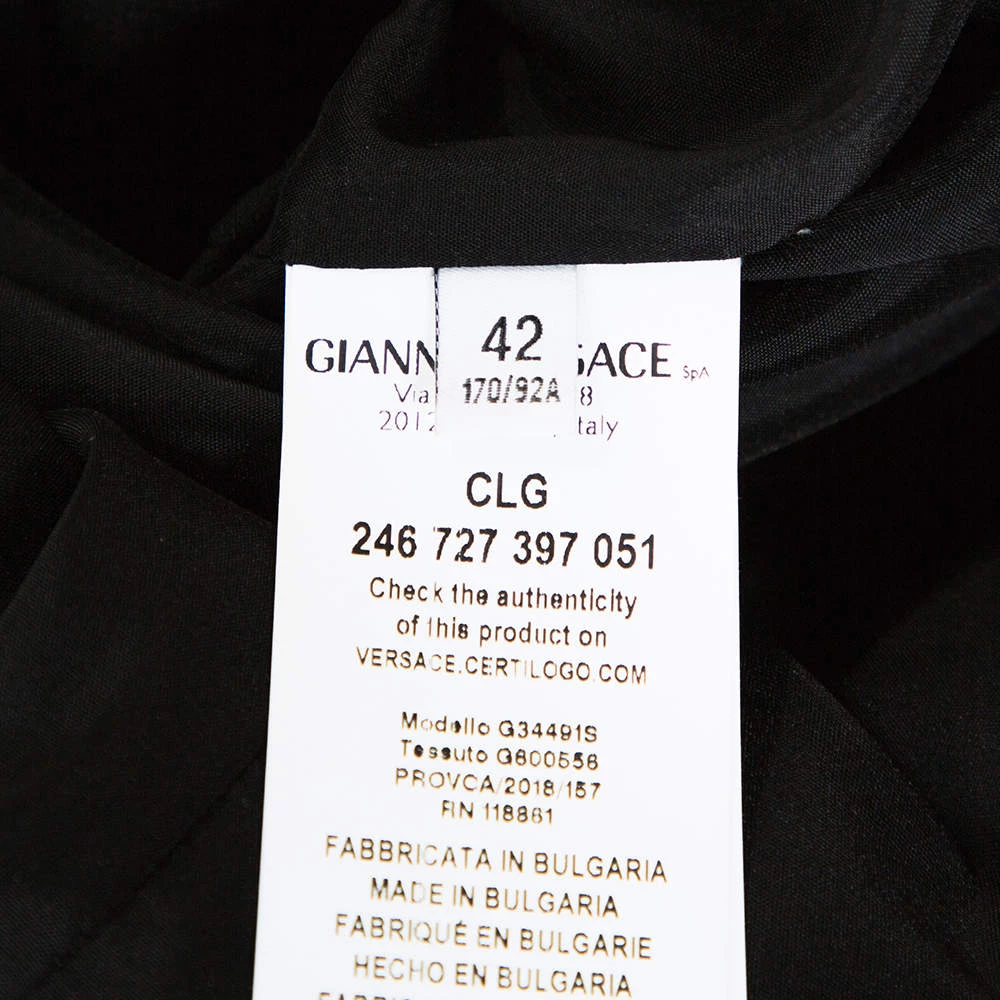 42
170/92A
GIANN SACE SpA
Via 8
2012 taly
CLG
246 727 397 051
Check the authenticity
of this product on
VERSACE.CERTILOGO.COM
Modello G34491S
Tessuto G600556
PROVCA/2018/157
RN 118861
FABBRICATA IN BULGARIA
MADE IN BULGARIA
FABRIQUÉ EN BULGARIE
HECHO EN BULGARIA